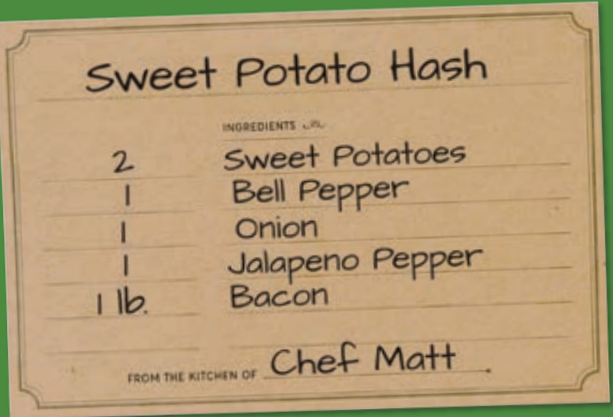 Sweet Potato Hash
INGREDIENTS
2 Sweet Potatoes
1 Bell Pepper
1 Onion
1 Jalapeno Pepper
1 lb. Bacon
FROM THE KITCHEN OF Chef Matt